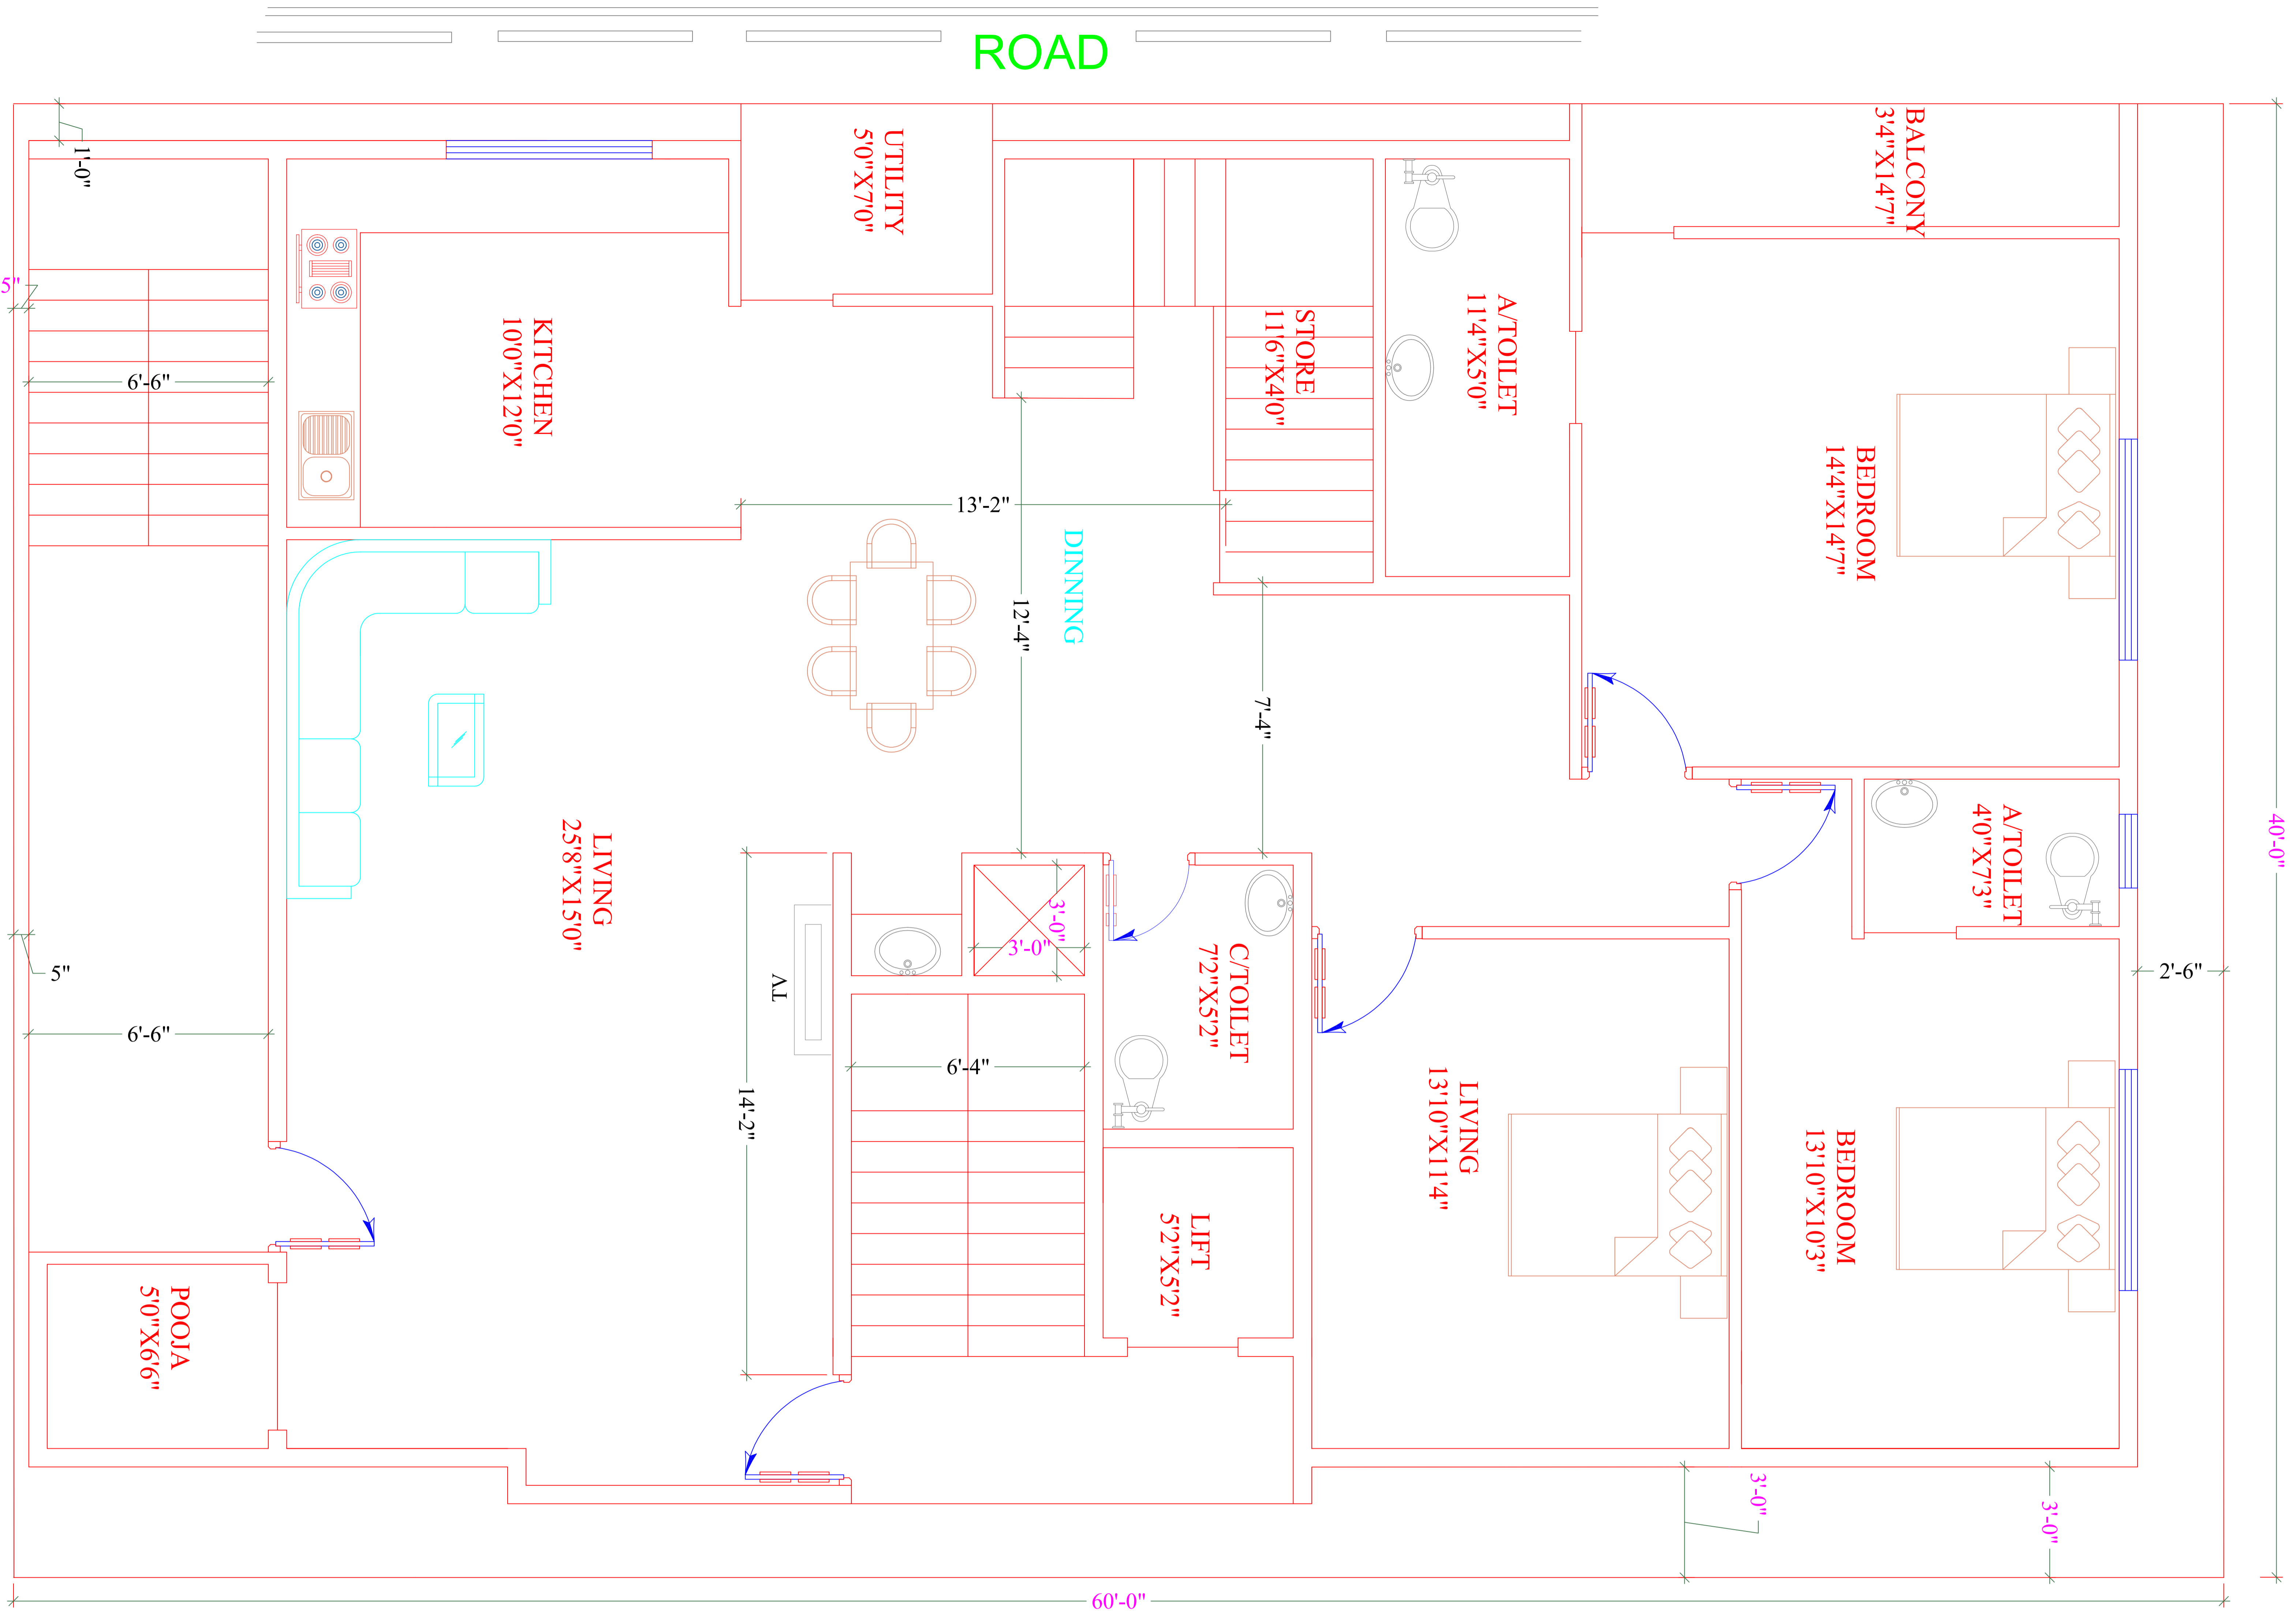 ROAD
1'-0"
UTILITY
5'0"X7'0"
BALCONY
3'4"X14'7"
5"
6'-6"
KITCHEN
10'0"X12'0"
STORE
11'6"X4'0"
A/TOILET
11'4"X5'0"
BEDROOM
14'4"X14'7"
13'-2"
DINNING
12'-4"
7'-4"
LIVING
25'8"X15'0"
A/TOILET
4'0"X7'3"
40'-0"
3'-0"
3'-0"
C/TOILET
7'2"X5'2"
5"
TV
2'-6"
6'-6"
6'-4"
14'-2"
LIVING
13'10"X11'4"
BEDROOM
13'10"X10'3"
LIFT
5'2"X5'2"
POOJA
5'0"X6'6"
3'-0"
3'-0"
60'-0"